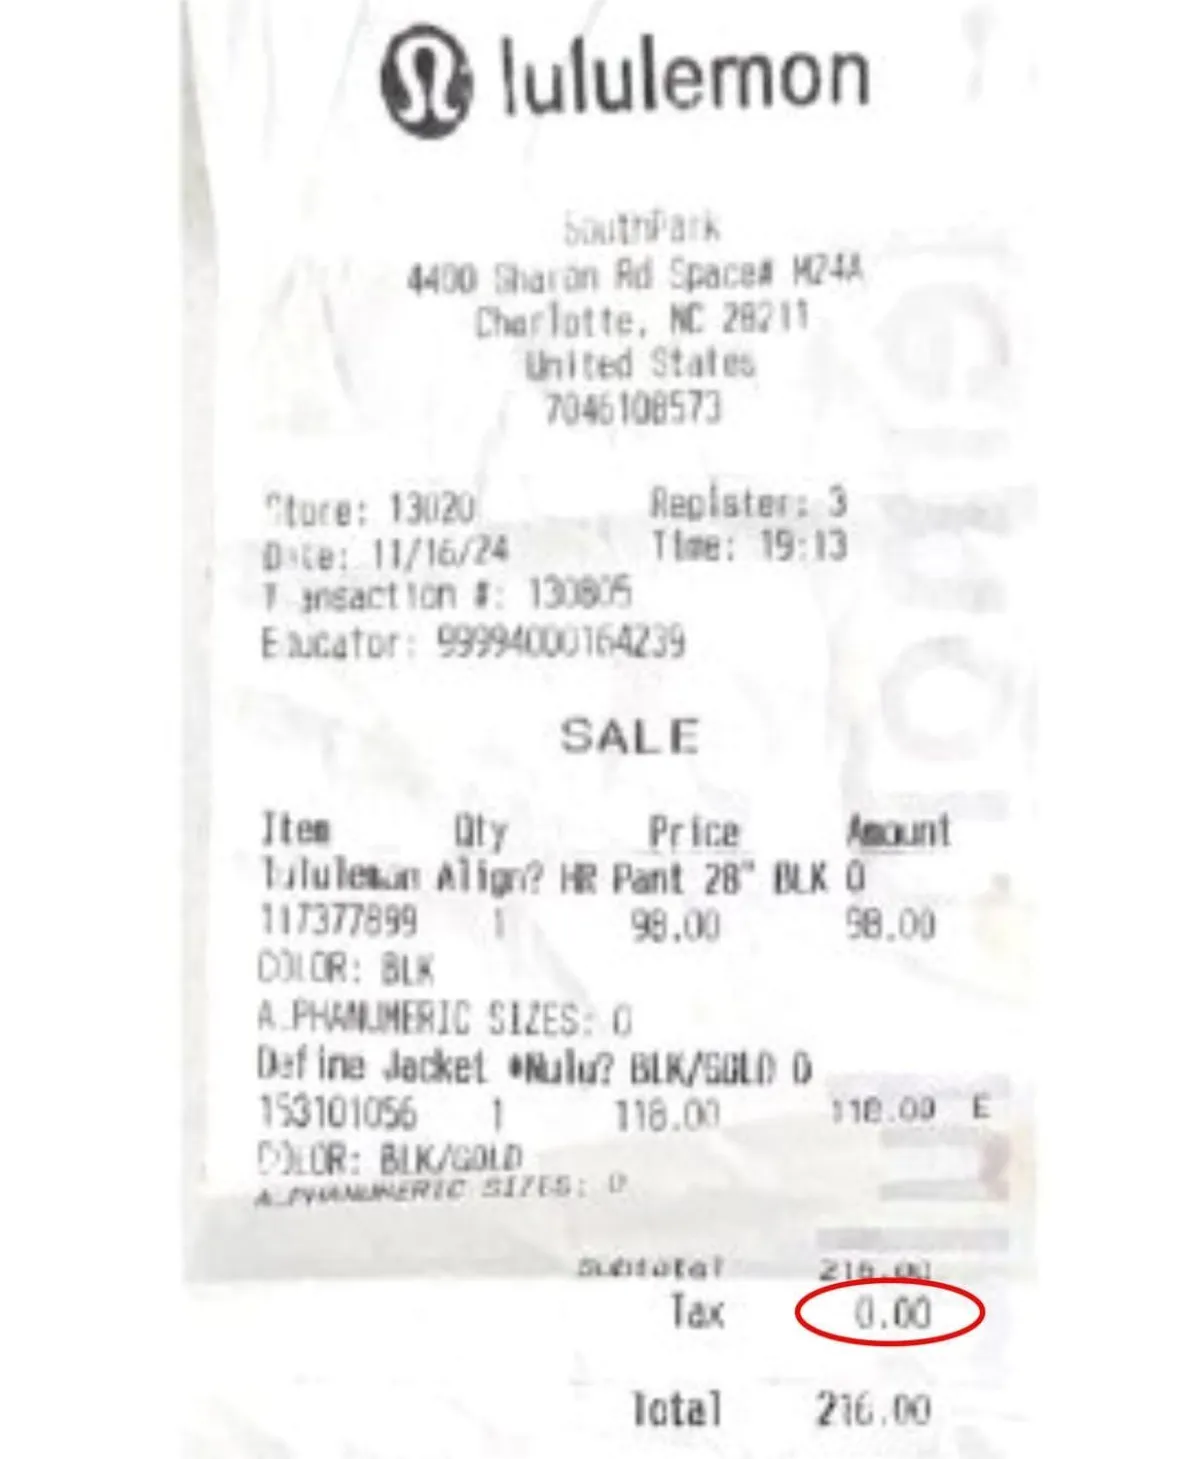 lululemon
SouthPark
4400 Sharon Rd Space# M24A
Charlotte, NC 28211
United States
7046108573
Store: 13020 Register: 3
Date: 11/16/24 Time: 19:13
Transaction #: 130805
Educator: 99994000164239
SALE
Item Qty Price Amount
lululemon Align? HR Pant 28" BLK 0
117377899 1 98.00 98.00
COLOR: BLK
ALPHANUMERIC SIZES: 0
Define Jacket *Nulu? BLK/GOLD 0
153101056 1 118.00 118.00 E
COLOR: BLK/GOLD
ALPHANUMERIC SIZES: 0
Subtotal 216.00
Tax 0.00
Total 216.00